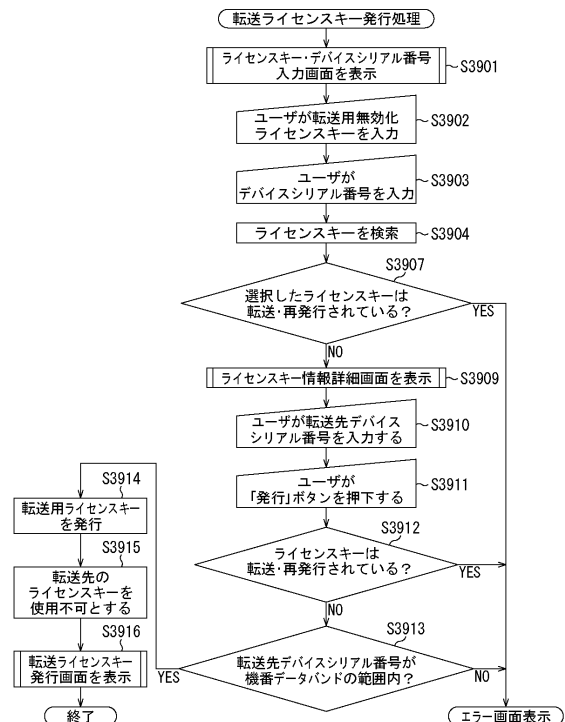 転送ライセンスキー発行処理
ライセンスキー・デバイスシリアル番号
入力画面を表示
S3901
ユーザが転送用無効化
ライセンスキーを入力
S3902
ユーザが
デバイスシリアル番号を入力
S3903
ライセンスキーを検索
S3904
S3907
選択したライセンスキーは
転送・再発行されている？
YES
NO
ライセンスキー情報詳細画面を表示
S3909
ユーザが転送先デバイス
シリアル番号を入力する
S3910
ユーザが
「発行」ボタンを押下する
S3911
S3912
ライセンスキーは
転送・再発行されている？
YES
NO
S3913
転送先デバイスシリアル番号が
機番データバンドの範囲内？
YES
NO
S3914
転送用ライセンスキー
を発行
S3915
転送先の
ライセンスキーを
使用不可とする
S3916
転送ライセンスキー
発行画面を表示
終了
エラー画面表示